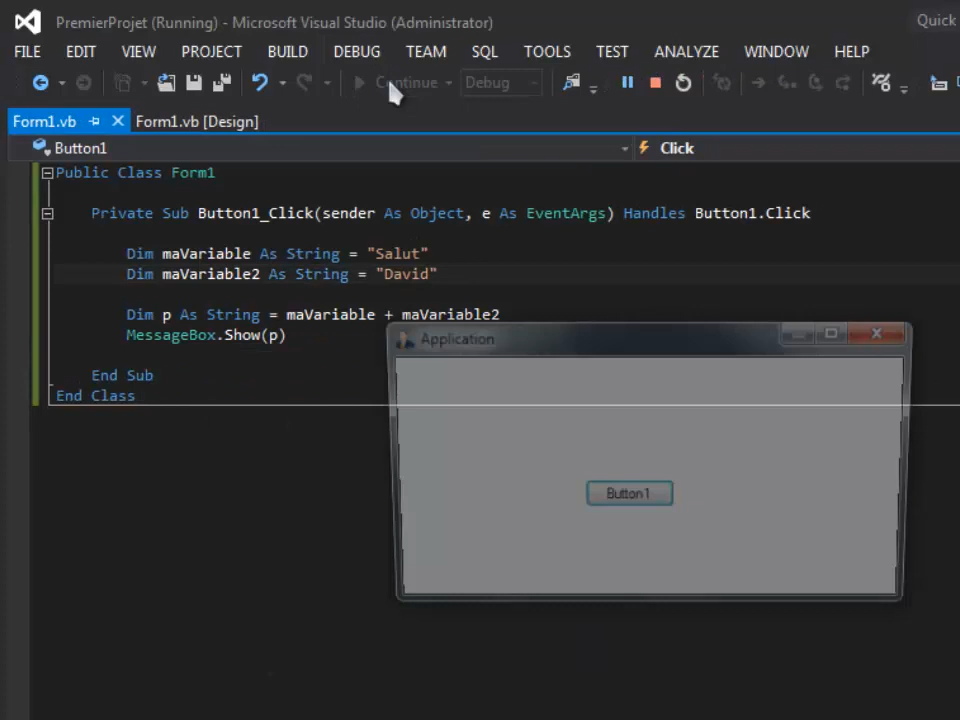 PremierProjet (Running) - Microsoft Visual Studio (Administrator)
Quick
FILE EDIT VIEW PROJECT BUILD DEBUG TEAM SQL TOOLS TEST ANALYZE WINDOW HELP
Continue Debug
Form1.vb Form1.vb [Design]
Button1 Click
Public Class Form1
Private Sub Button1_Click(sender As Object, e As EventArgs) Handles Button1.Click
Dim maVariable As String = "Salut"
Dim maVariable2 As String = "David"
Dim p As String = maVariable + maVariable2
MessageBox.Show(p)
End Sub
End Class
Application
Button1